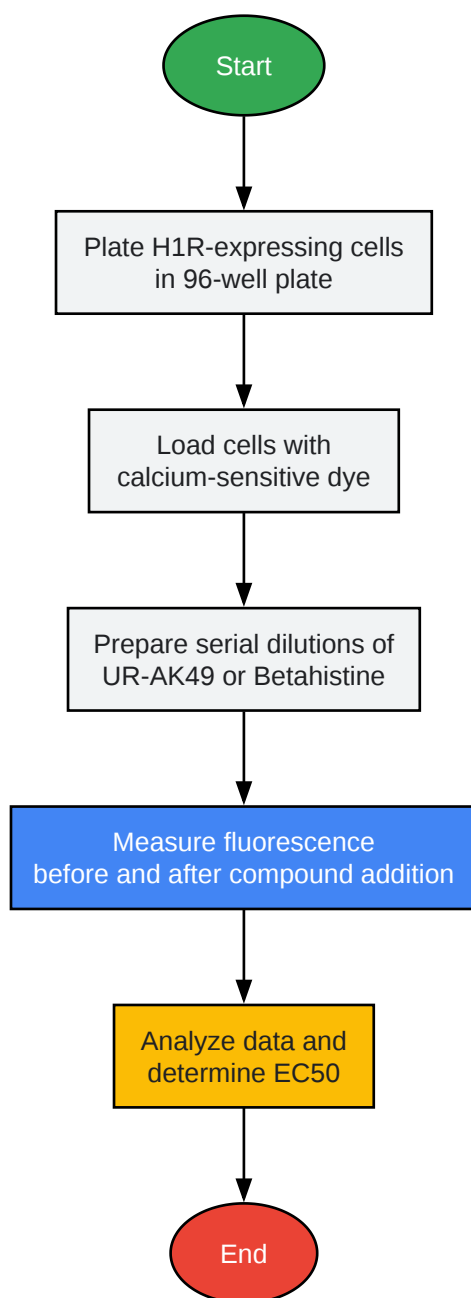 Start
Plate H1R-expressing cells
in 96-well plate
Load cells with
calcium-sensitive dye
Prepare serial dilutions of
UR-AK49 or Betahistine
Measure fluorescence
before and after compound addition
Analyze data and
determine EC50
End